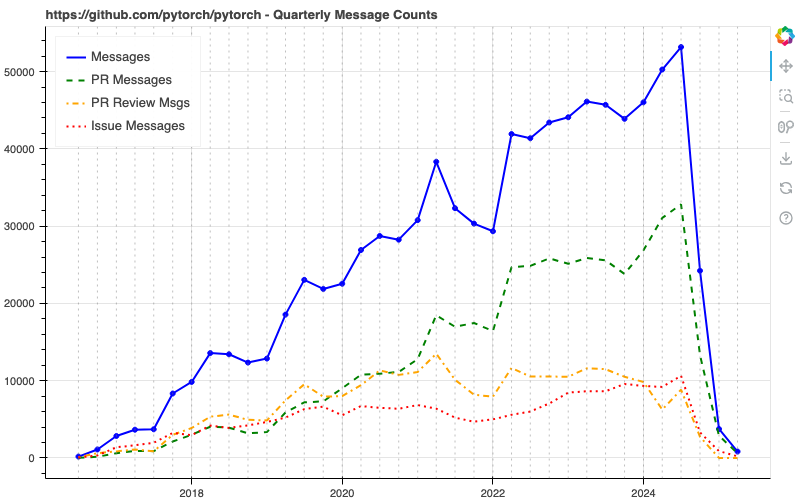 https://github.com/pytorch/pytorch - Quarterly Message Counts
Messages
PR Messages
PR Review Msgs
Issue Messages
50000
40000
30000
20000
10000
0
2018
2020
2022
2024